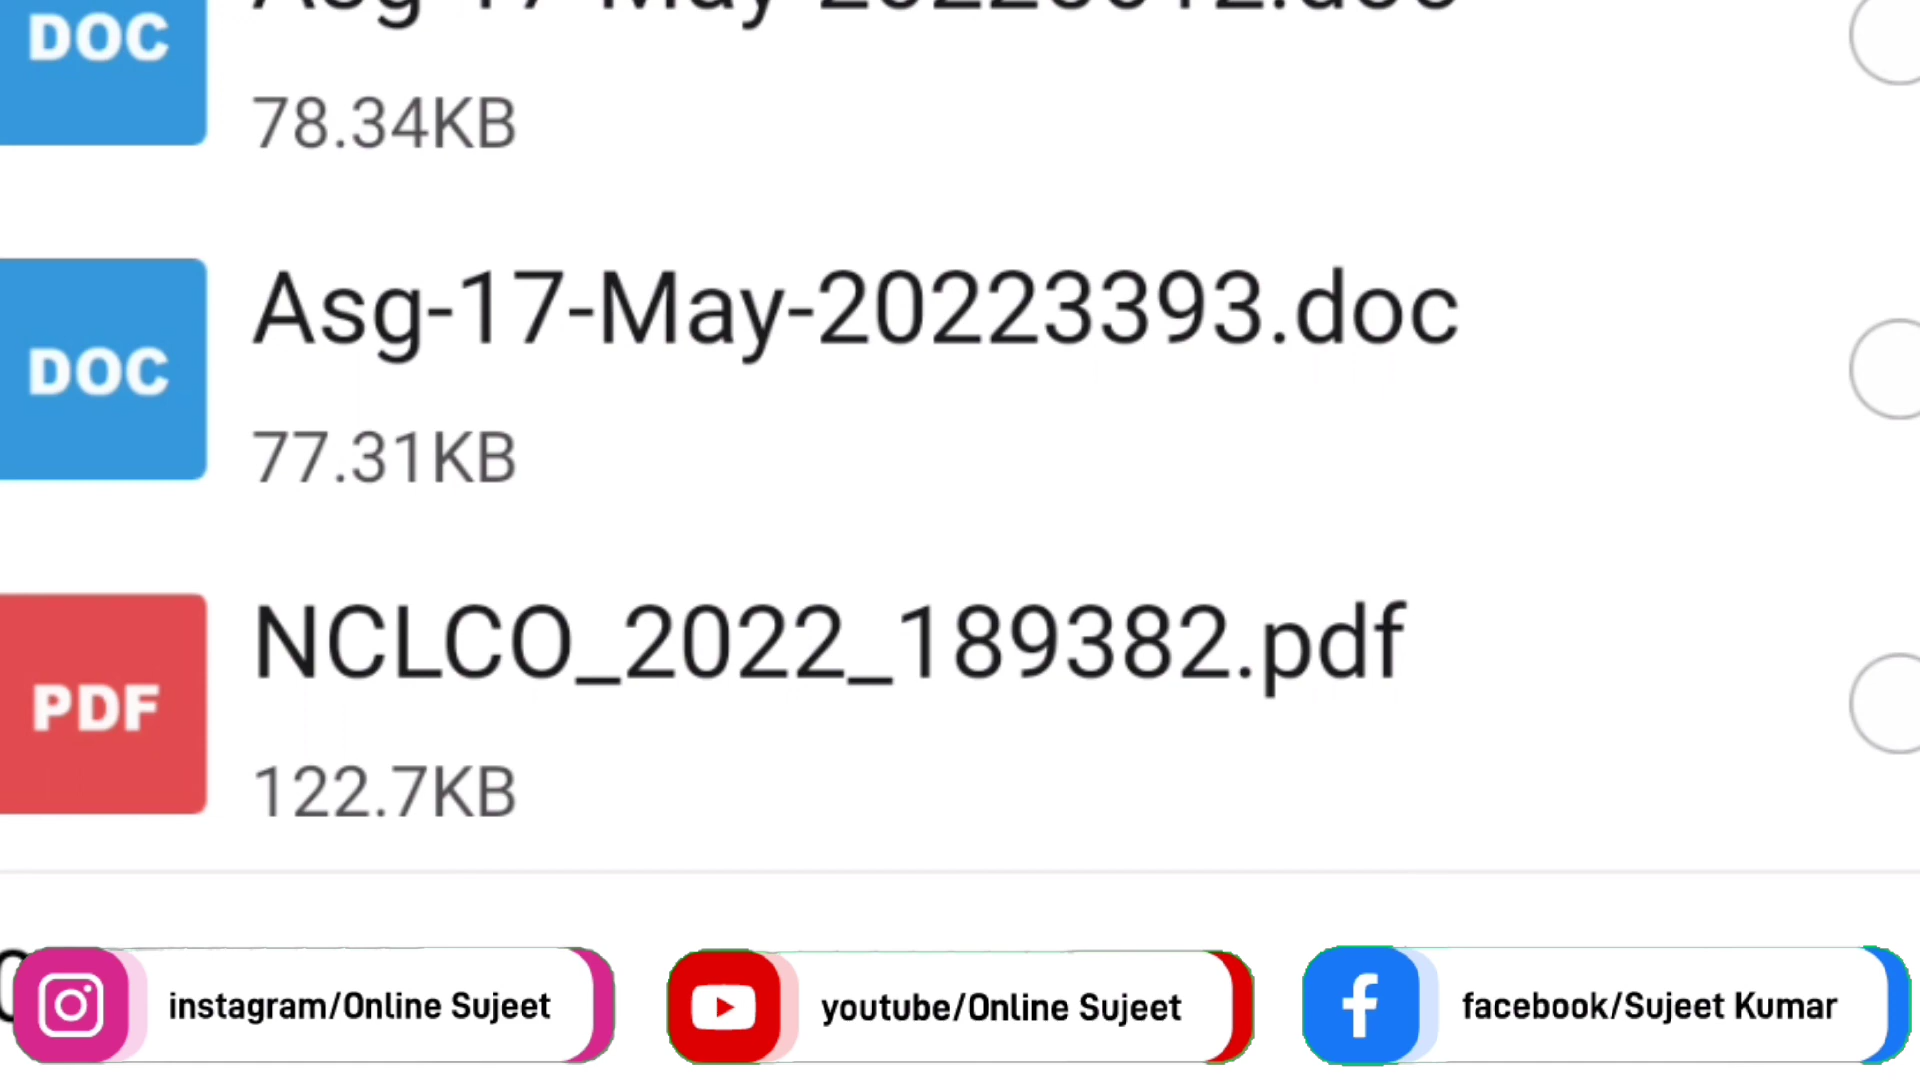 DOC
78.34KB
DOC
Asg-17-May-20223393.doc
77.31KB
PDF
NCLCO_2022_189382.pdf
122.7KB
instagram/Online Sujeet
youtube/Online Sujeet
facebook/Sujeet Kumar